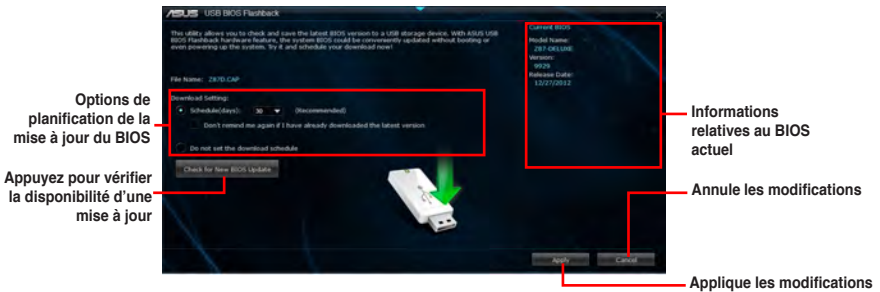 ASUS USB BIOS Flashback
This utility allows you to check and save the latest BIOS version to a USB storage device. With ASUS USB
BIOS Flashback hardware feature, the system BIOS could be conveniently updated without booting or
even powering up the system. Try it and schedule your download now!
File Name: Z87D.CAP
Download Setting:
Schedule(days): 30 (Recommended)
Don't remind me again if I have already downloaded the latest version
Do not set the download schedule
Check for New BIOS Update
Current BIOS
Model Name:
Z87-DELUXE
Version:
9929
Release Date:
12/27/2012
Apply
Cancel
Options de
planification de la
mise à jour du BIOS
Appuyez pour vérifier
la disponibilité d'une
mise à jour
Informations
relatives au BIOS
actuel
Annule les modifications
Applique les modifications